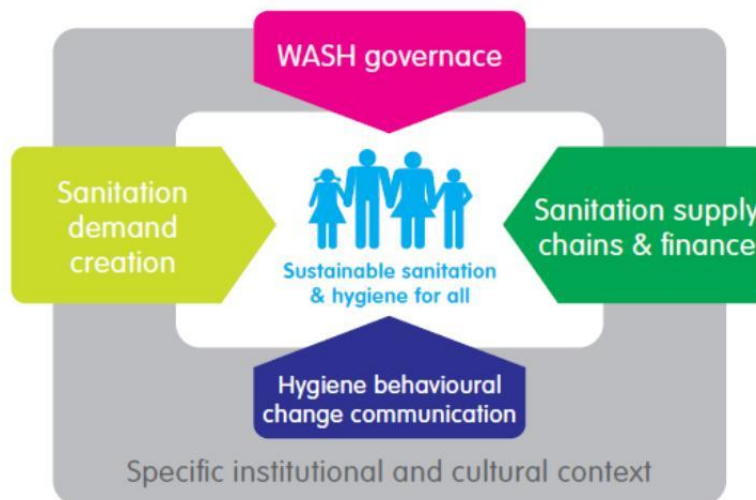 WASH governace
Sanitation
demand
creation
Sustainable sanitation
& hygiene for all
Sanitation supply
chains & finance
Hygiene behavioural
change communication
Specific institutional and cultural context